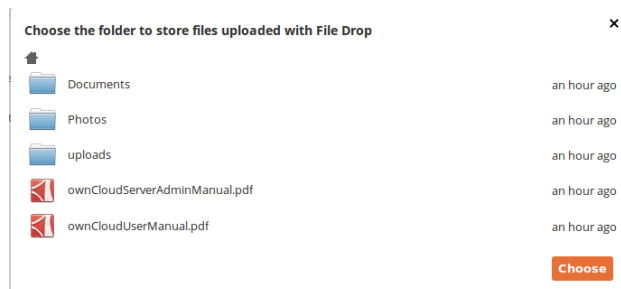 Choose the folder to store files uploaded with File Drop
Documents an hour ago
Photos an hour ago
uploads an hour ago
ownCloudServerAdminManual.pdf an hour ago
ownCloudUserManual.pdf an hour ago
Choose